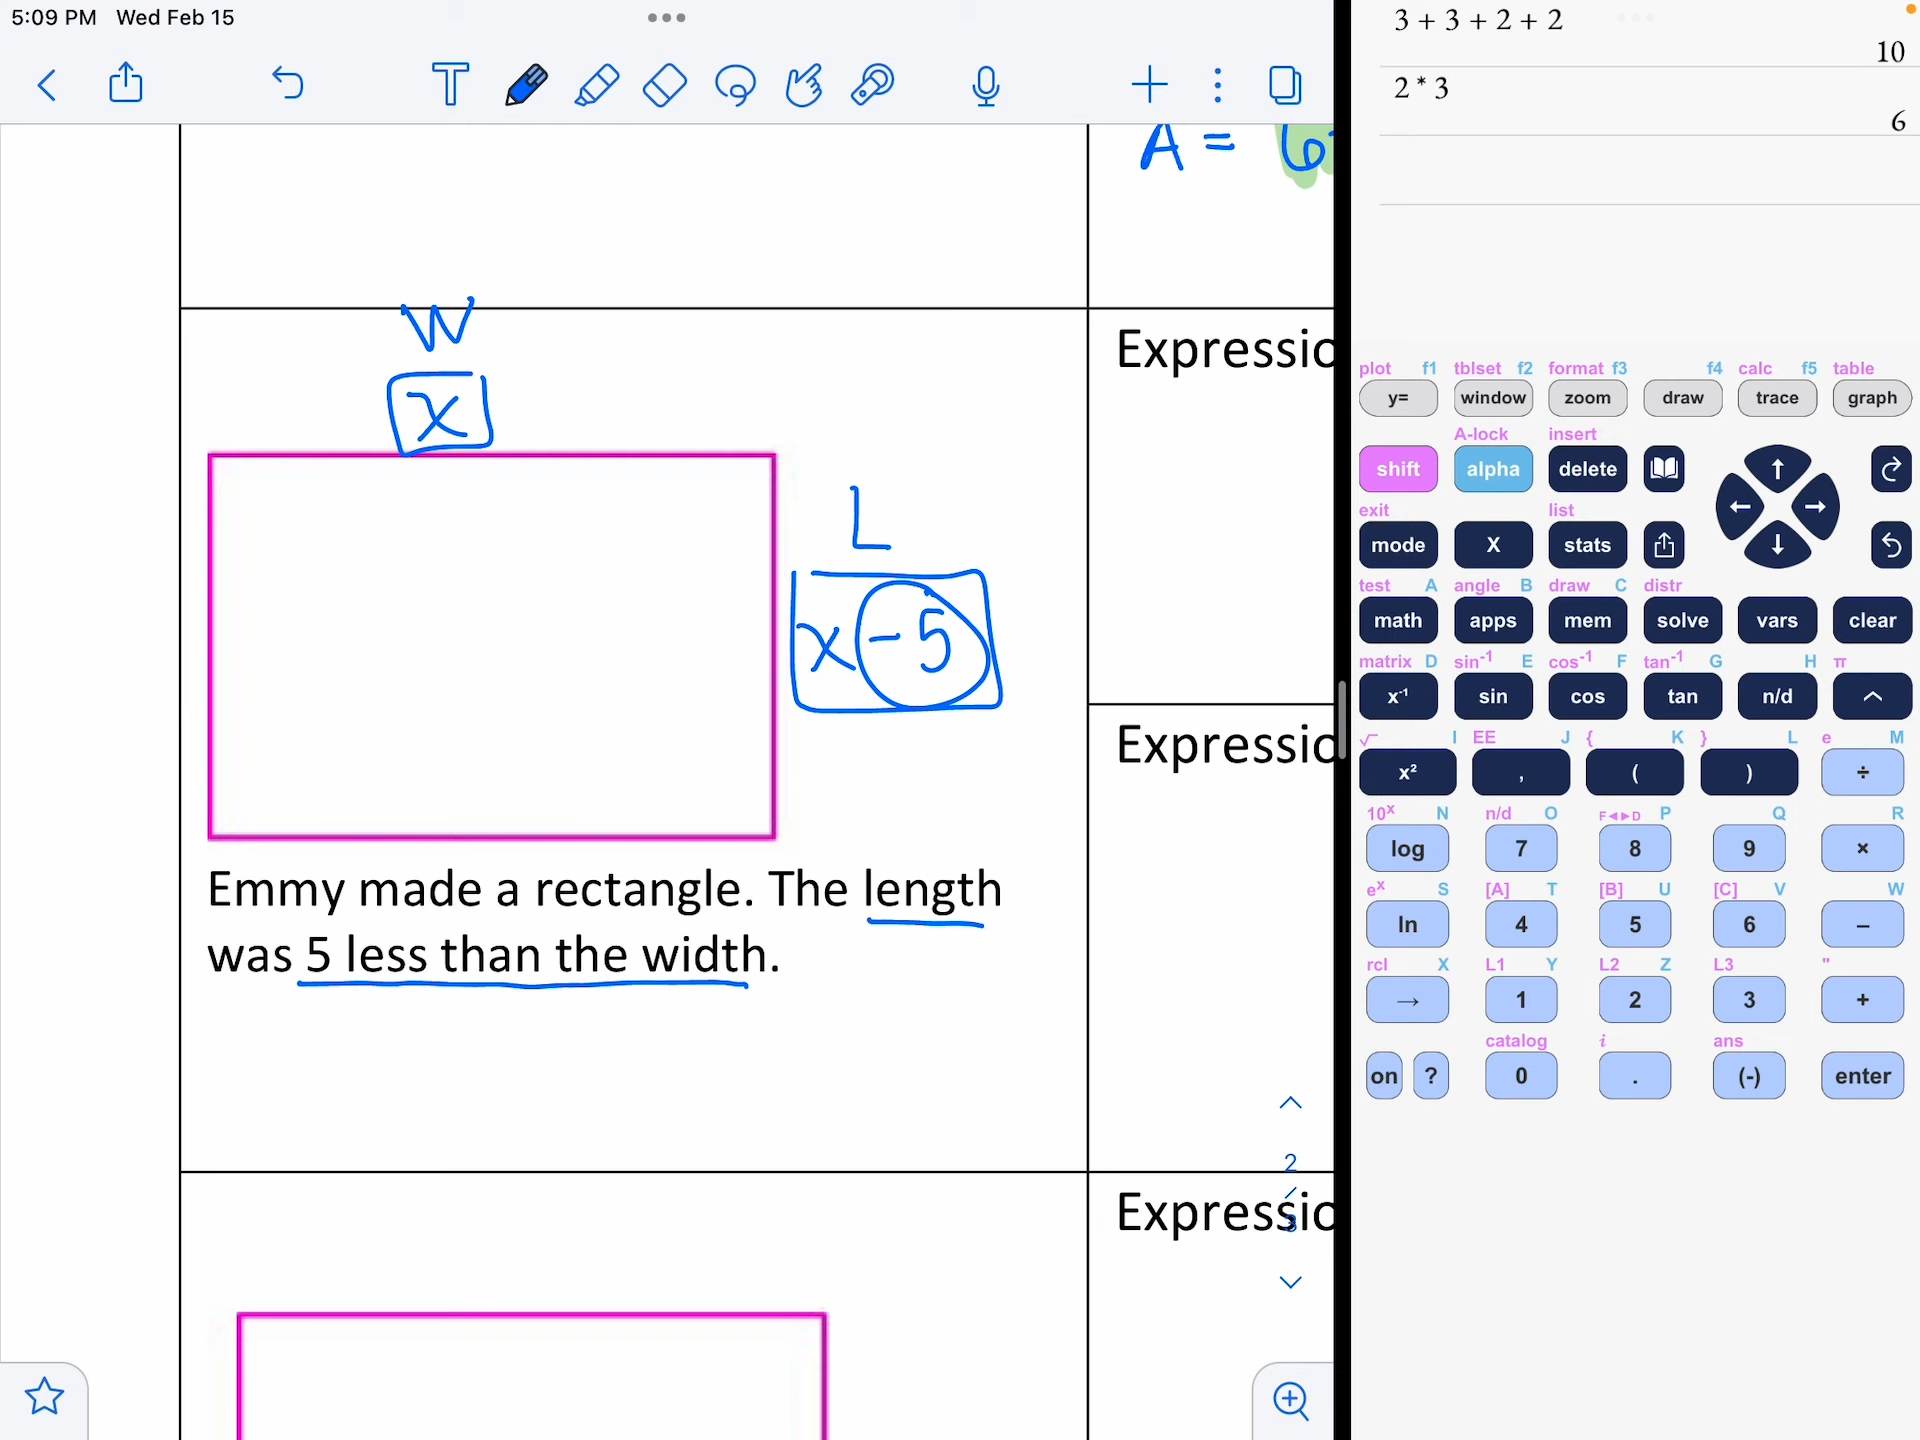 5:09 PM Wed Feb 15
T
A = 6
W
x
L
x - 5
Emmy made a rectangle. The length
was 5 less than the width.
Expressio
Expressio
Expressio
2
/
3
3 + 3 + 2 + 2
10
2 * 3
6
plot f1 tblset f2 format f3 f4 calc f5 table
y= window zoom draw trace graph
A-lock insert
shift alpha delete
exit list
mode X stats
test A angle B draw C distr
math apps mem solve vars clear
matrix D sin⁻¹ E cos⁻¹ F tan⁻¹ G H π
x⁻¹ sin cos tan n/d ^
√ I EE J { K } L e M
x² , ( ) ÷
10ˣ N n/d O F◄►D P Q R
log 7 8 9 ×
eˣ S [A] T [B] U [C] V W
ln 4 5 6 −
rcl X L1 Y L2 Z L3 "
→ 1 2 3 +
catalog i ans
on ? 0 . (-) enter